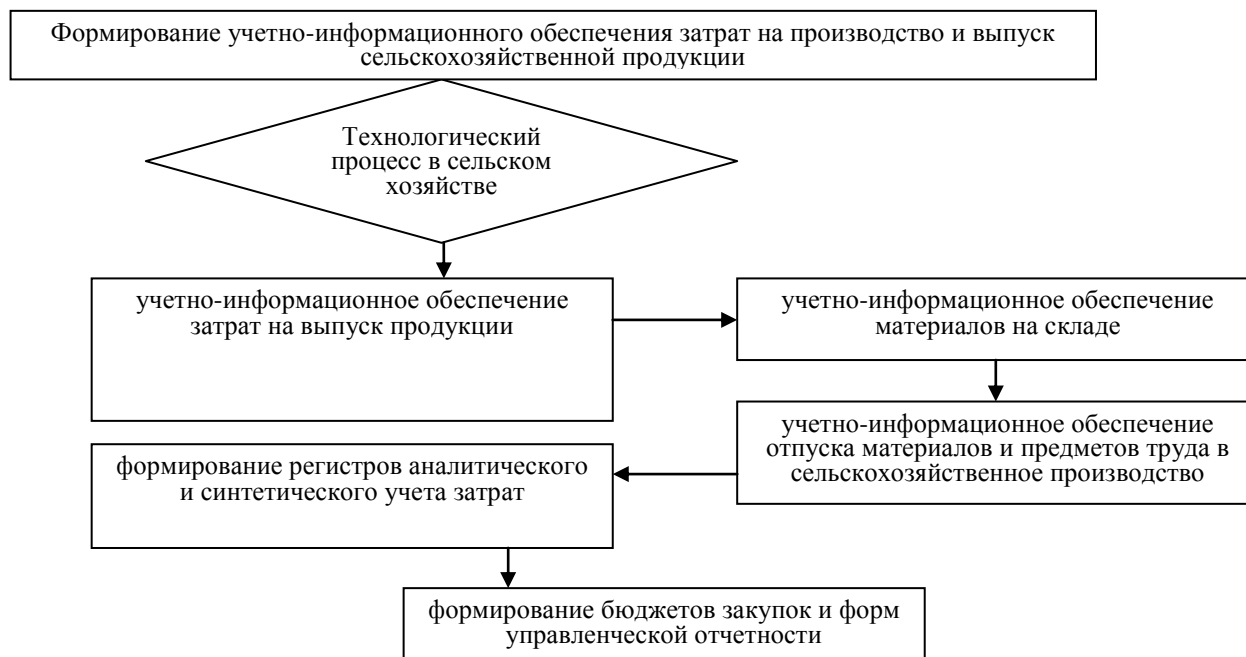 Формирование учетно-информационного обеспечения затрат на производство и выпуск
сельскохозяйственной продукции
Технологический
процесс в сельском
хозяйстве
учетно-информационное обеспечение
затрат на выпуск продукции
учетно-информационное обеспечение
материалов на складе
учетно-информационное обеспечение
отпуска материалов и предметов труда в
сельскохозяйственное производство
формирование регистров аналитического
и синтетического учета затрат
формирование бюджетов закупок и форм
управленческой отчетности